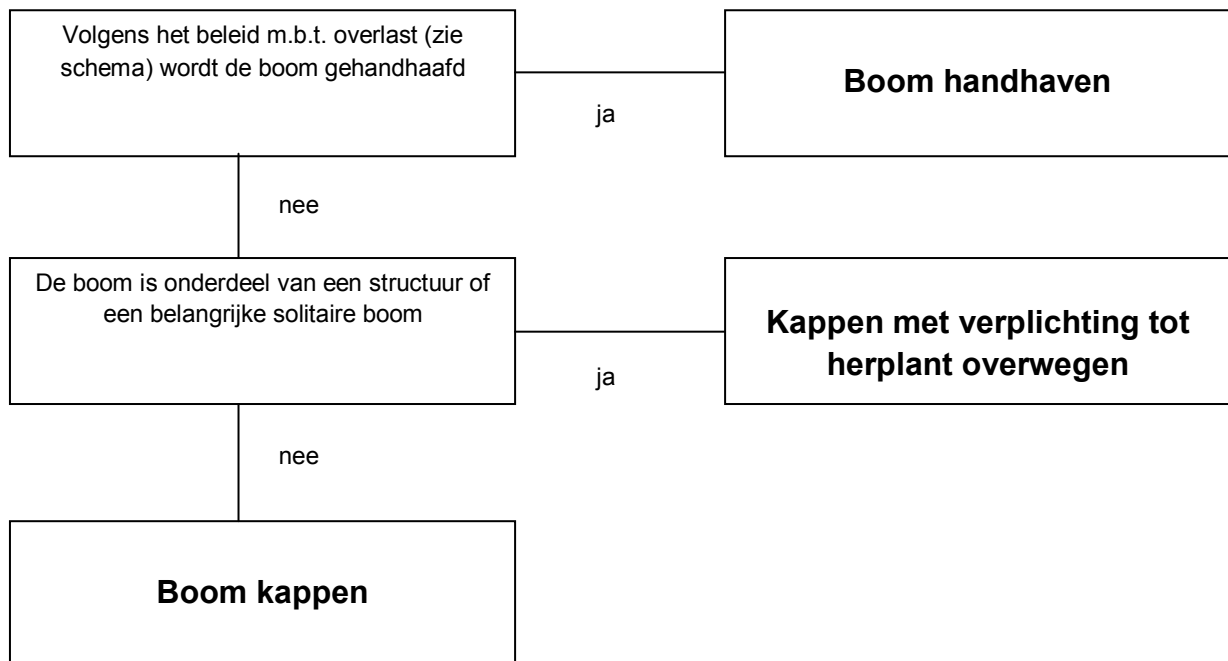 Volgens het beleid m.b.t. overlast (zie
schema) wordt de boom gehandhaafd
ja
Boom handhaven
nee
De boom is onderdeel van een structuur of
een belangrijke solitaire boom
ja
Kappen met verplichting tot
herplant overwegen
nee
Boom kappen